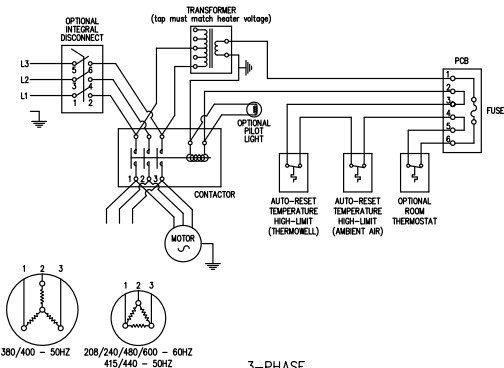 TRANSFORMER
(tap must match heater voltage)
OPTIONAL
INTEGRAL
DISCONNECT
L3
L2
L1
5 6
3 4
1 2
PCB
1
2
3
4
5
6
FUSE
OPTIONAL
PILOT
LIGHT
1 2 3
CONTACTOR
MOTOR
AUTO-RESET
TEMPERATURE
HIGH-LIMIT
(THERMOWELL)
AUTO-RESET
TEMPERATURE
HIGH-LIMIT
(AMBIENT AIR)
OPTIONAL
ROOM
THERMOSTAT
1 2 3
380/400 - 50HZ
1 2 3
208/240/480/600 - 60HZ
415/440 - 50HZ
3-PHASE